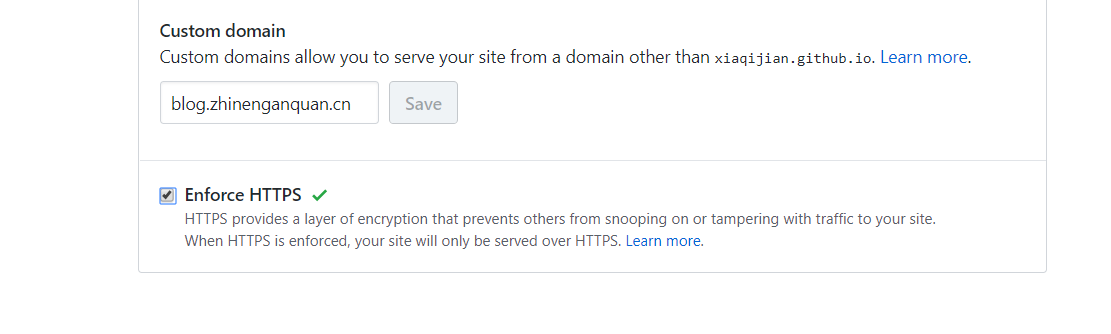 Custom domain
Custom domains allow you to serve your site from a domain other than xiaqijian.github.io. Learn more.
blog.zhinenganquan.cn Save
Enforce HTTPS
HTTPS provides a layer of encryption that prevents others from snooping on or tampering with traffic to your site.
When HTTPS is enforced, your site will only be served over HTTPS. Learn more.